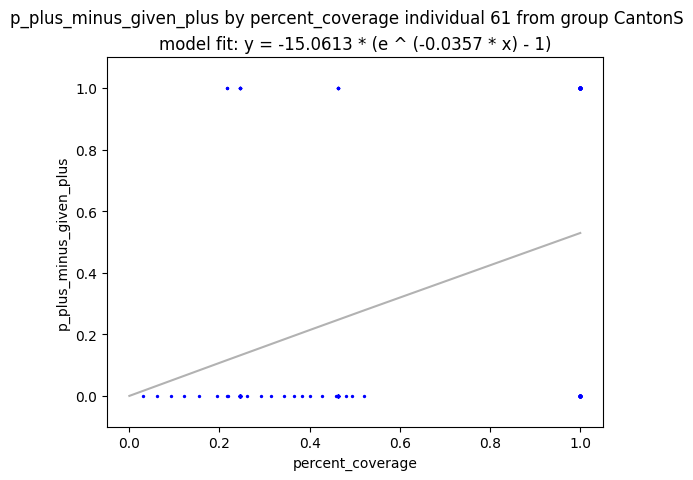 p_plus_minus_given_plus by percent_coverage individual 61 from group CantonS
model fit: y = -15.0613 * (e ^ (-0.0357 * x) - 1)
p_plus_minus_given_plus
1.0
0.8
0.6
0.4
0.2
0.0
0.0 0.2 0.4 0.6 0.8 1.0
percent_coverage